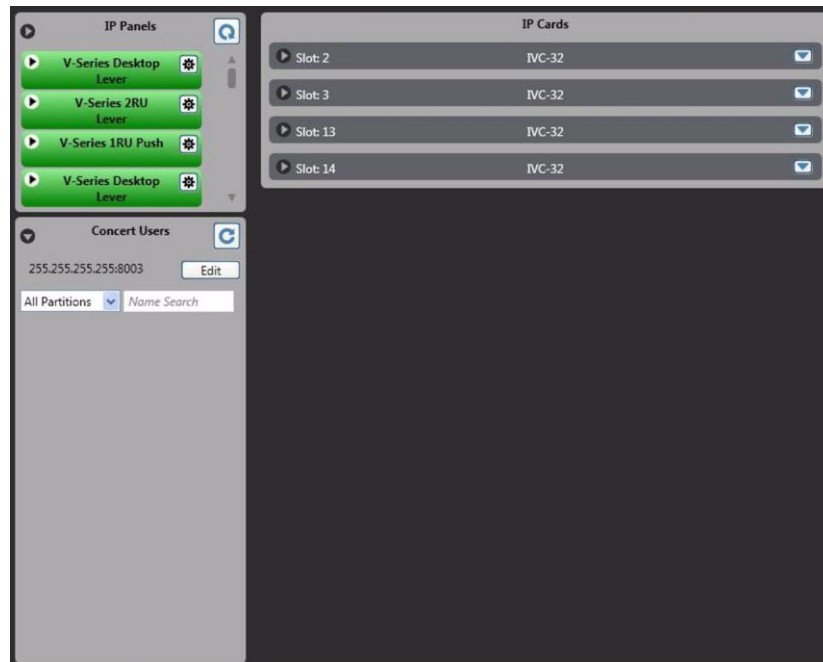 IP Panels
V-Series Desktop
Lever
V-Series 2RU
Lever
V-Series 1RU Push
V-Series Desktop
Lever
Concert Users
255.255.255.255:8003 Edit
All Partitions Name Search
IP Cards
Slot: 2 IVC-32
Slot: 3 IVC-32
Slot: 13 IVC-32
Slot: 14 IVC-32